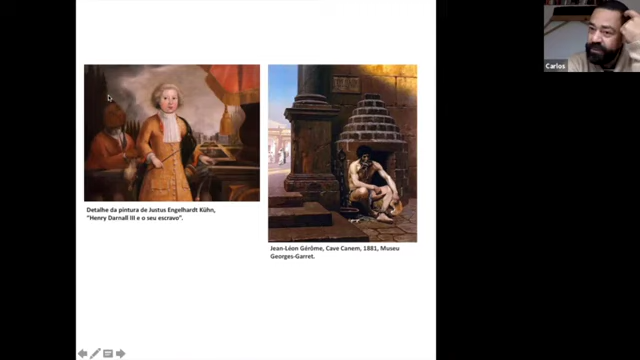 Carlos
Detalhe da pintura de Justus Engelhardt Kühn,
"Henry Darnall III e o seu escravo".
Jean-Léon Gérôme, Cave Canem, 1881, Museu
Georges-Garret.